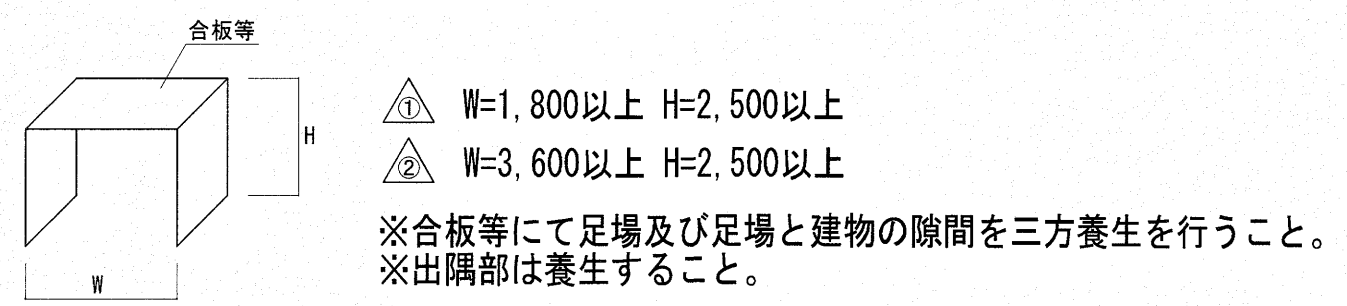 合板等
H
W
① W=1,800以上 H=2,500以上
② W=3,600以上 H=2,500以上
※合板等にて足場及び足場と建物の隙間を三方養生を行うこと。
※出隅部は養生すること。